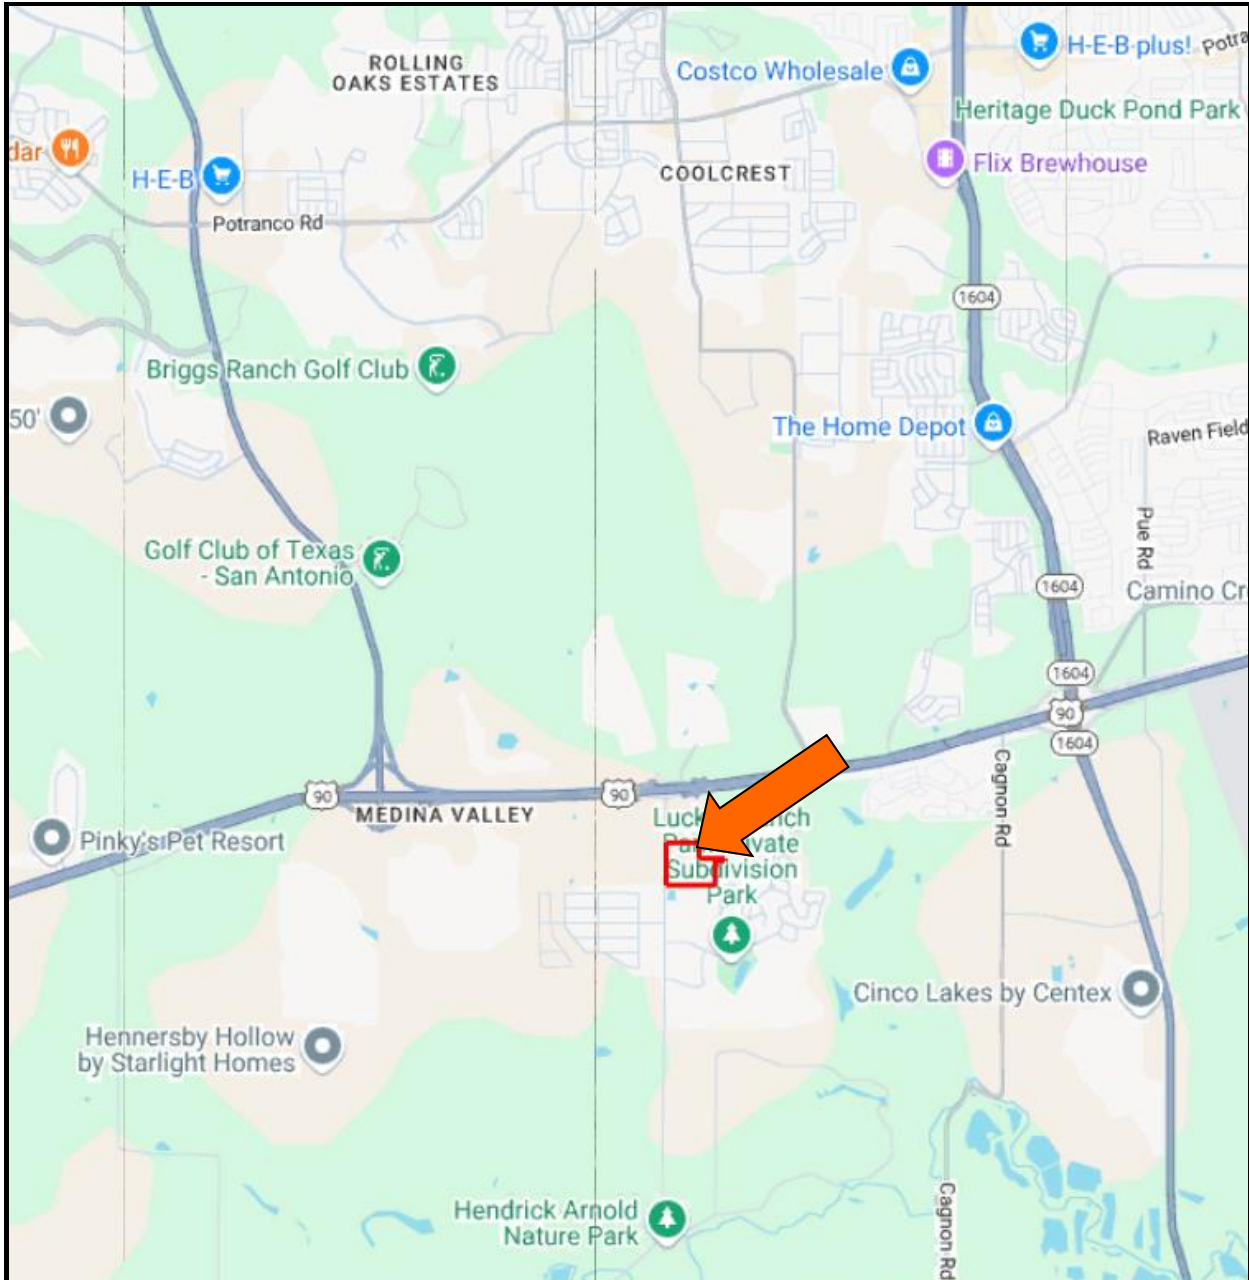 ROLLING
OAKS ESTATES
Costco Wholesale
H-E-B plus!
Heritage Duck Pond Park
dar
H-E-B
COOLCREST
Flix Brewhouse
Potranco Rd
1604
Briggs Ranch Golf Club
50'
The Home Depot
Raven Field
Pue Rd
Golf Club of Texas
- San Antonio
1604
Camino Cr
1604
90
1604
90
90
MEDINA VALLEY
Cagnon Rd
Pinky's Pet Resort
Subdivision
Park
Cinco Lakes by Centex
Hennersby Hollow
by Starlight Homes
Hendrick Arnold
Nature Park
Cagnon Rd